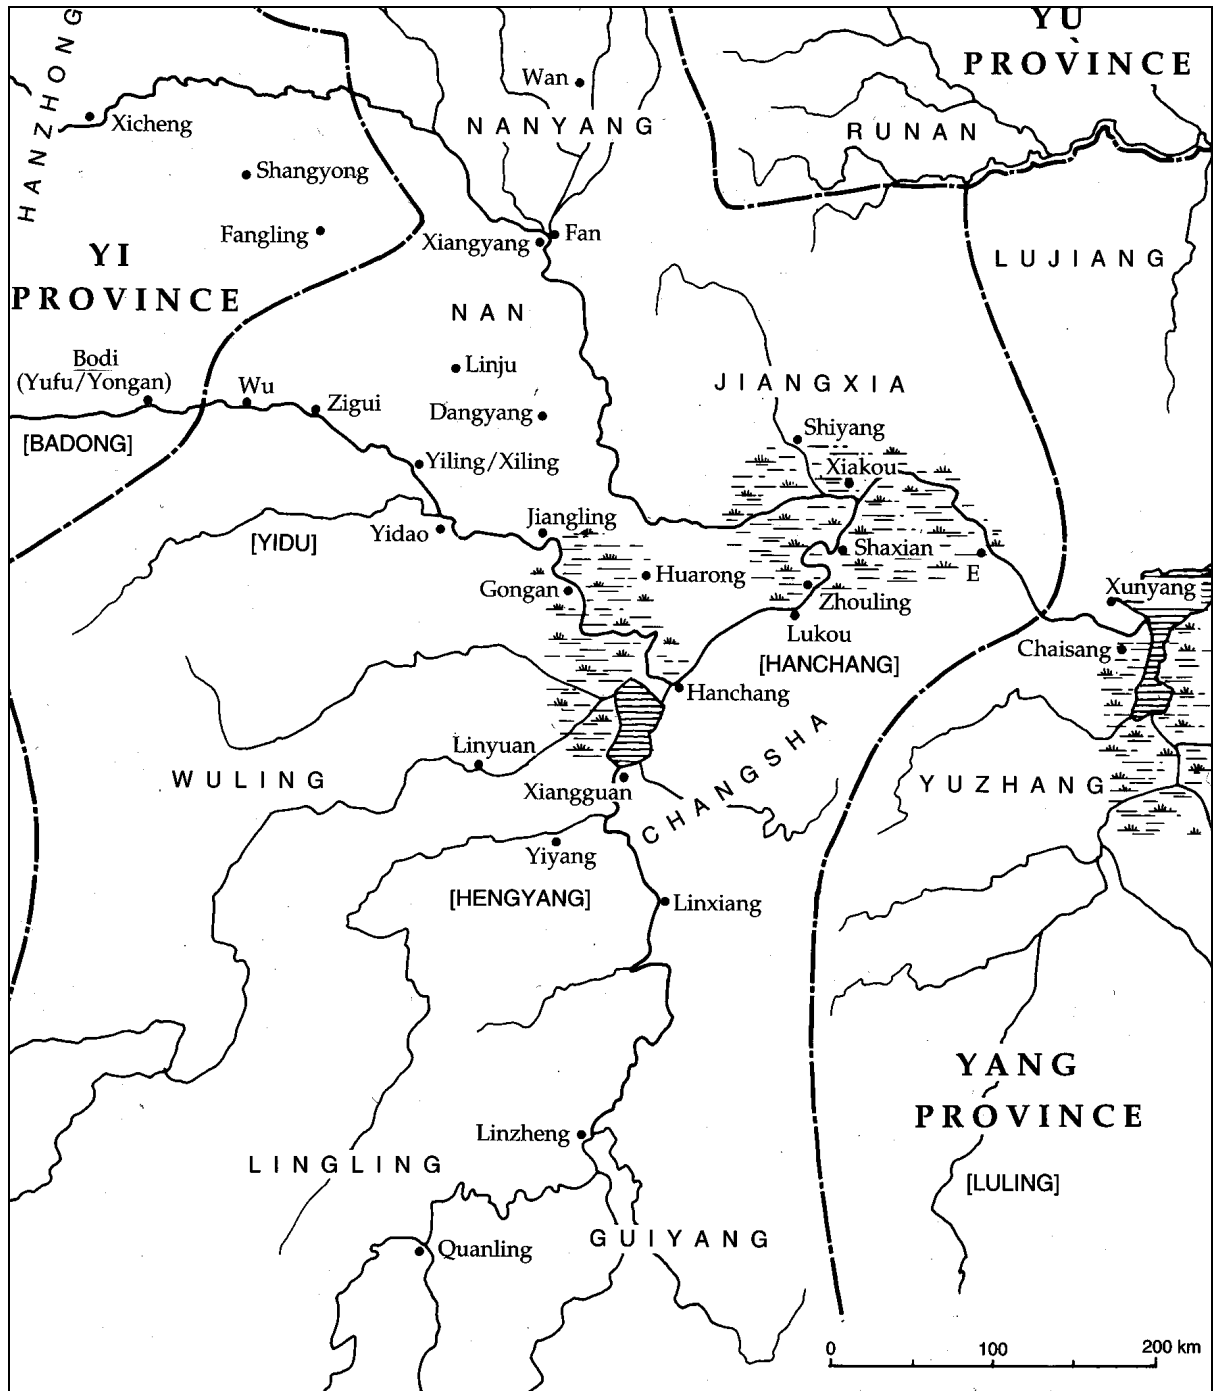 YÙ
PROVINCE
HANZHONG
Wan
NANYANG
RUNAN
Xicheng
Shangyong
Fangling
Xiangyang
Fan
YI
PROVINCE
LUJIANG
NAN
Bodi
(Yufu/Yongan)
Wu
Zigui
Linju
Dangyang
JIANGXIA
[BADONG]
Shiyang
Yiling/Xiling
Xiakou
Jiangling
[YIDU]
Yidao
Shaxian
E
Huarong
Gongan
Zhouling
Xunyang
Lukou
Chaisang
[HANCHANG]
Hanchang
CHANGSHA
Linyuan
WULING
Xiangguan
YUZHANG
Yiyang
[HENGYANG]
Linxiang
YANG
PROVINCE
Linzheng
LINGLING
[LULING]
GUIYANG
Quanling
0 100 200 km